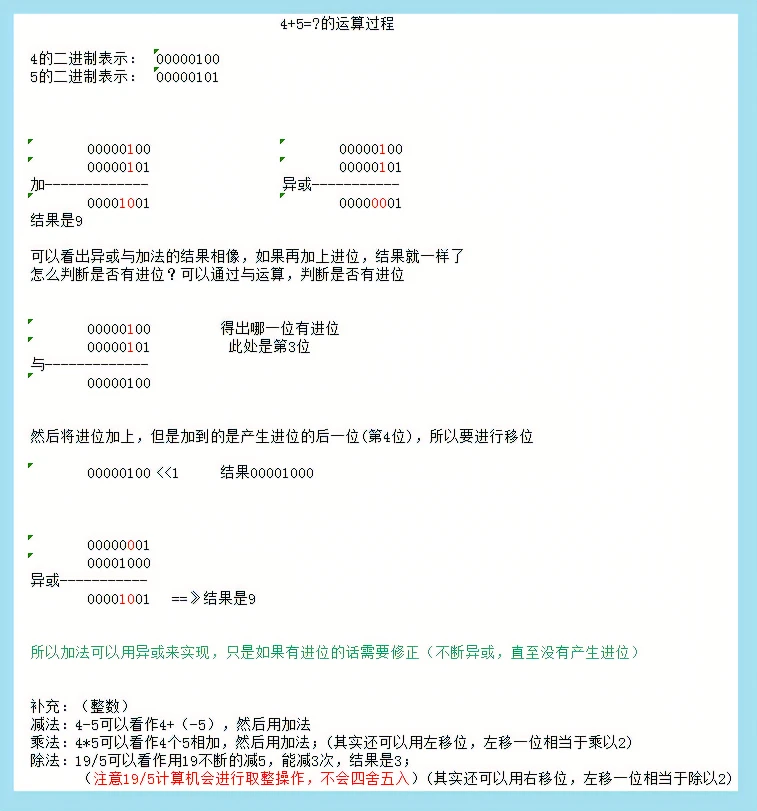 4+5=?的运算过程
4的二进制表示： 00000100
5的二进制表示： 00000101
00000100 00000100
00000101 00000101
加------------- 异或-----------
00001001 00000001
结果是9
可以看出异或与加法的结果相像，如果再加上进位，结果就一样了
怎么判断是否有进位？可以通过与运算，判断是否有进位
00000100 得出哪一位有进位
00000101 此处是第3位
与-------------
00000100
然后将进位加上，但是加到的是产生进位的后一位(第4位)，所以要进行移位
00000100 <<1 结果00001000
00000001
00001000
异或-----------
00001001 ==》结果是9
所以加法可以用异或来实现，只是如果有进位的话需要修正（不断异或，直至没有产生进位）
补充：（整数）
减法：4-5可以看作4+（-5），然后用加法
乘法：4*5可以看作4个5相加，然后用加法；(其实还可以用左移位，左移一位相当于乘以2)
除法：19/5可以看作用19不断的减5，能减3次，结果是3；
（注意19/5计算机会进行取整操作，不会四舍五入）(其实还可以用右移位，左移一位相当于除以2)